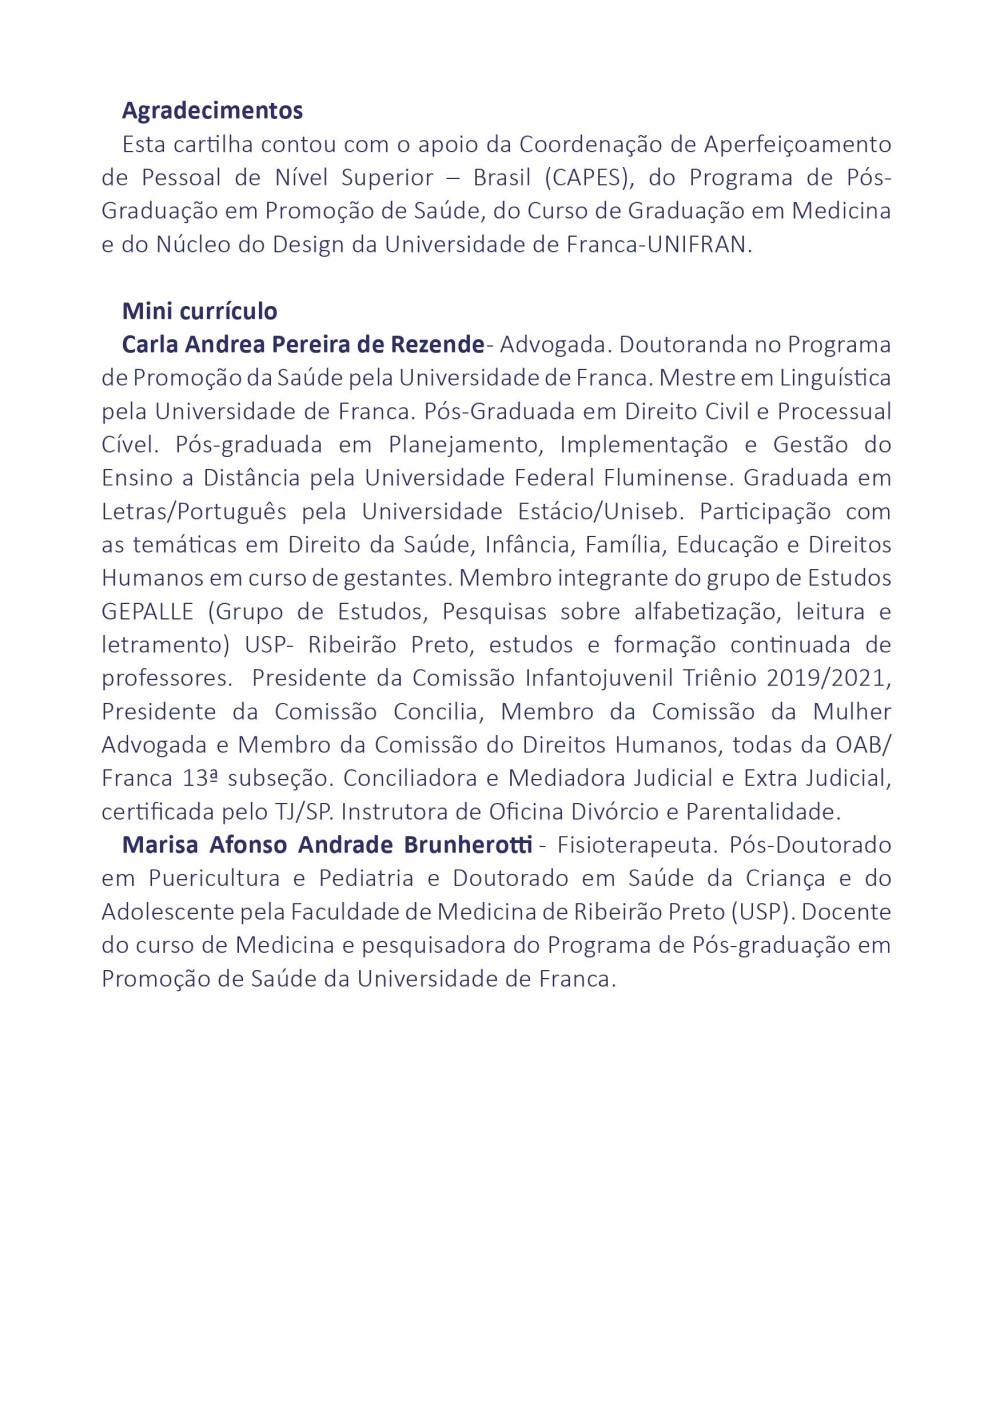 Agradecimentos
Esta cartilha contou com o apoio da Coordenação de Aperfeiçoamento
de Pessoal de Nível Superior – Brasil (CAPES), do Programa de Pós-
Graduação em Promoção de Saúde, do Curso de Graduação em Medicina
e do Núcleo do Design da Universidade de Franca-UNIFRAN.
Mini currículo
Carla Andrea Pereira de Rezende- Advogada. Doutoranda no Programa
de Promoção da Saúde pela Universidade de Franca. Mestre em Linguística
pela Universidade de Franca. Pós-Graduada em Direito Civil e Processual
Cível. Pós-graduada em Planejamento, Implementação e Gestão do
Ensino a Distância pela Universidade Federal Fluminense. Graduada em
Letras/Português pela Universidade Estácio/Uniseb. Participação com
as temáticas em Direito da Saúde, Infância, Família, Educação e Direitos
Humanos em curso de gestantes. Membro integrante do grupo de Estudos
GEPALLE (Grupo de Estudos, Pesquisas sobre alfabetização, leitura e
letramento) USP- Ribeirão Preto, estudos e formação continuada de
professores.  Presidente da Comissão Infantojuvenil Triênio 2019/2021,
Presidente da Comissão Concilia, Membro da Comissão da Mulher
Advogada e Membro da Comissão do Direitos Humanos, todas da OAB/
Franca 13ª subseção. Conciliadora e Mediadora Judicial e Extra Judicial,
certificada pelo TJ/SP. Instrutora de Oficina Divórcio e Parentalidade.
Marisa Afonso Andrade Brunherotti - Fisioterapeuta. Pós-Doutorado
em Puericultura e Pediatria e Doutorado em Saúde da Criança e do
Adolescente pela Faculdade de Medicina de Ribeirão Preto (USP). Docente
do curso de Medicina e pesquisadora do Programa de Pós-graduação em
Promoção de Saúde da Universidade de Franca.